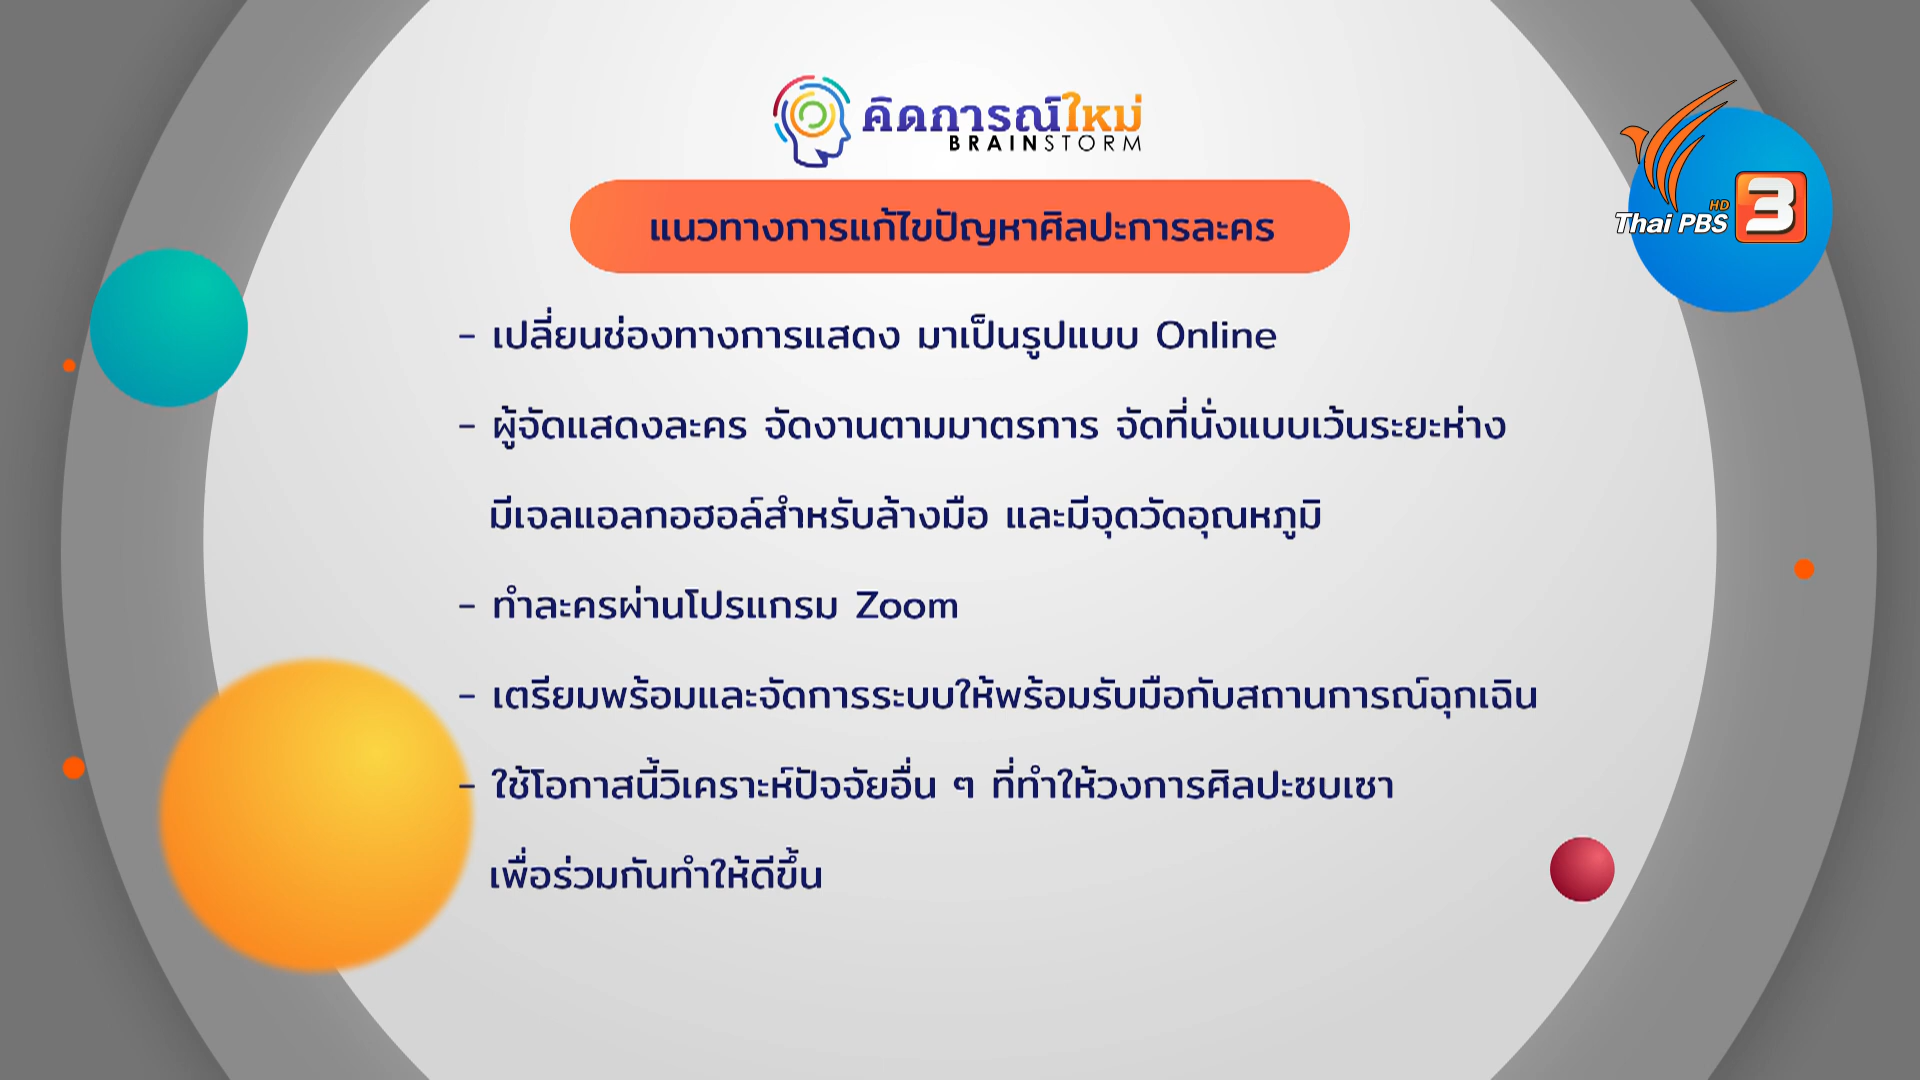 คิดการณ์ใหม่
BRAINSTORM
Thai PBS HD 3
แนวทางการแก้ไขปัญหาศิลปะการละคร
- เปลี่ยนช่องทางการแสดง มาเป็นรูปแบบ Online
- ผู้จัดแสดงละคร จัดงานตามมาตรการ จัดที่นั่งแบบเว้นระยะห่าง
มีเจลแอลกอฮอล์สำหรับล้างมือ และมีจุดวัดอุณหภูมิ
- ทำละครผ่านโปรแกรม Zoom
- เตรียมพร้อมและจัดการระบบให้พร้อมรับมือกับสถานการณ์ฉุกเฉิน
- ใช้โอกาสนี้วิเคราะห์ปัจจัยอื่น ๆ ที่ทำให้วงการศิลปะซบเซา
เพื่อร่วมกันทำให้ดีขึ้น